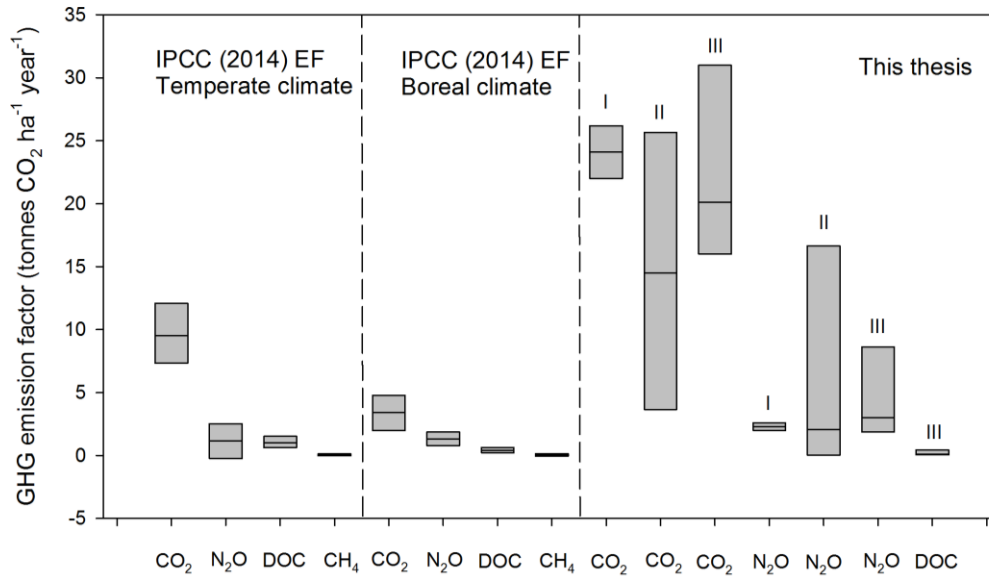 GHG emission factor (tonnes CO₂ ha⁻¹ year⁻¹)
35
30
25
20
15
10
5
0
-5
IPCC (2014) EF
Temperate climate
IPCC (2014) EF
Boreal climate
This thesis
I
II
III
I
II
III
III
CO₂ N₂O DOC CH₄ CO₂ N₂O DOC CH₄ CO₂ CO₂ CO₂ N₂O N₂O N₂O DOC